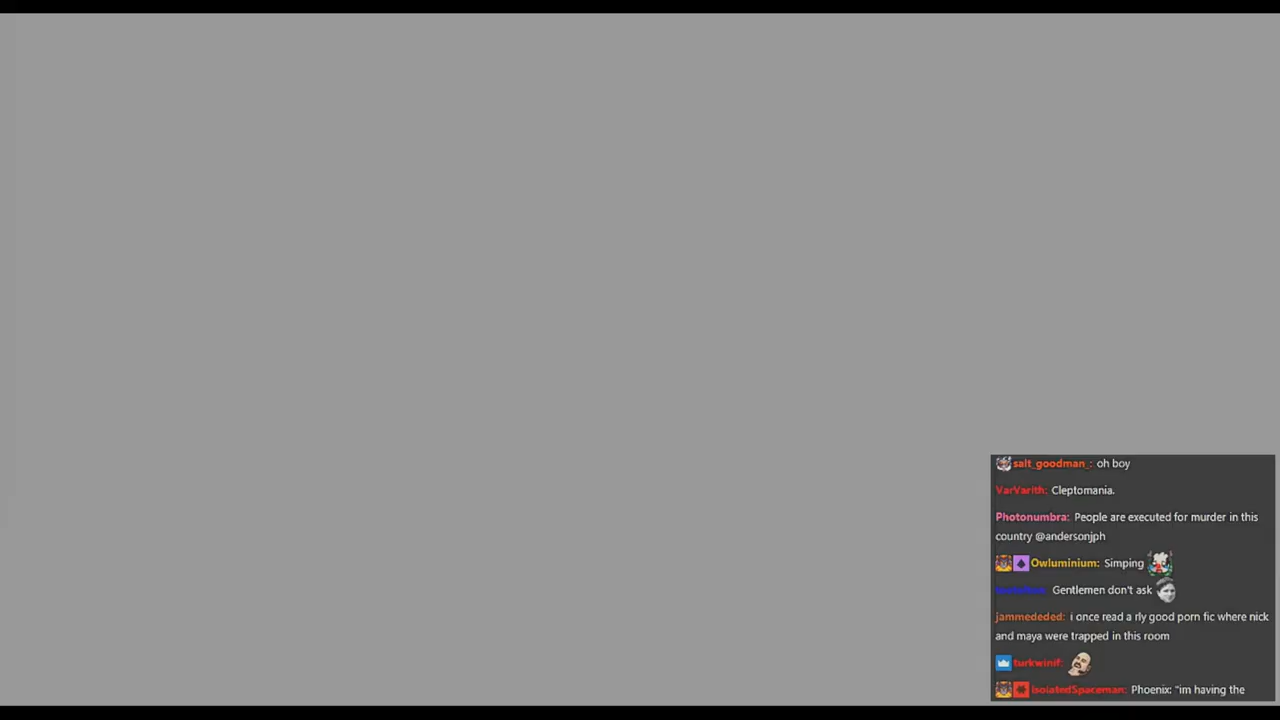 salt_goodman_: oh boy
VarVarith: Cleptomania.
Photonumbra: People are executed for murder in this
country @andersonjph
Owluminium: Simping
Gentlemen don't ask
jammededed: i once read a rly good porn fic where nick
and maya were trapped in this room
turkwinif:
IsolatedSpaceman: Phoenix: "im having the